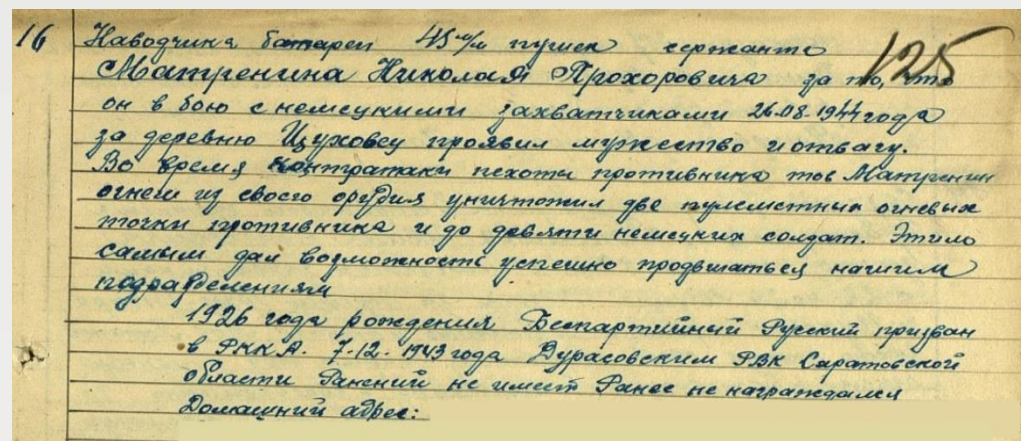 16 Наводчика батареи 45 м/м пушек сержанта 125
Матренина Николая Прохоровича за то, что
он в бою с немецкими захватчиками 26-08-1944 года
за деревню Цуховец проявил мужество и отвагу.
Во время контратаки пехоты противника тов Матренин
огнем из своего орудия уничтожил две пулеметных огневых
точки противника и до девяти немецких солдат. Этило
самым дал возможность успешно продвигаться нашим
подразделениям
1926 года рождения Беспартийный Русский призван
в РККА. 7-12-1943 года Дурасовским РВК Саратовской
области Ранений не имеет Ранее не награждался
Домашний адрес: